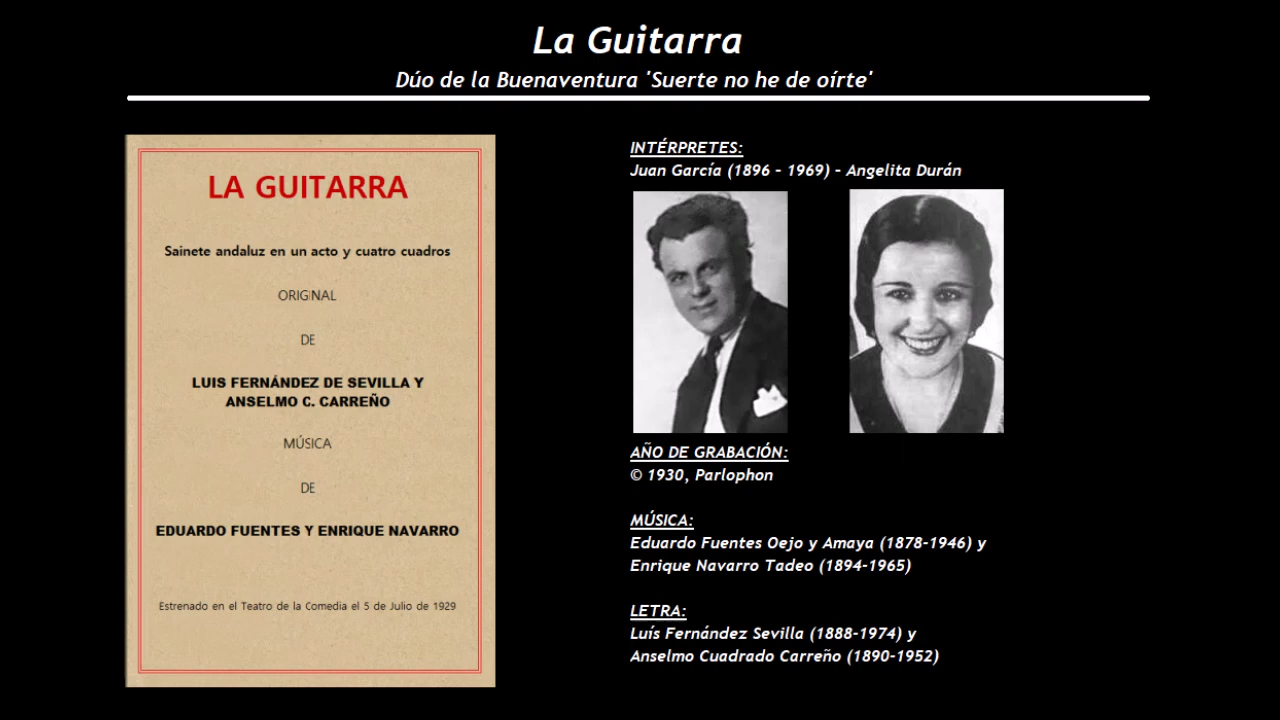 La Guitarra
Dúo de la Buenaventura 'Suerte no he de oírte'
LA GUITARRA
Sainete andaluz en un acto y cuatro cuadros
ORIGINAL
DE
LUIS FERNÁNDEZ DE SEVILLA Y
ANSELMO C. CARREÑO
MÚSICA
DE
EDUARDO FUENTES Y ENRIQUE NAVARRO
Estrenado en el Teatro de la Comedia el 5 de Julio de 1929
INTÉRPRETES:
Juan García (1896 - 1969) - Angelita Durán
AÑO DE GRABACIÓN:
© 1930, Parlophon
MÚSICA:
Eduardo Fuentes Oejo y Amaya (1878-1946) y
Enrique Navarro Tadeo (1894-1965)
LETRA:
Luís Fernández Sevilla (1888-1974) y
Anselmo Cuadrado Carreño (1890-1952)